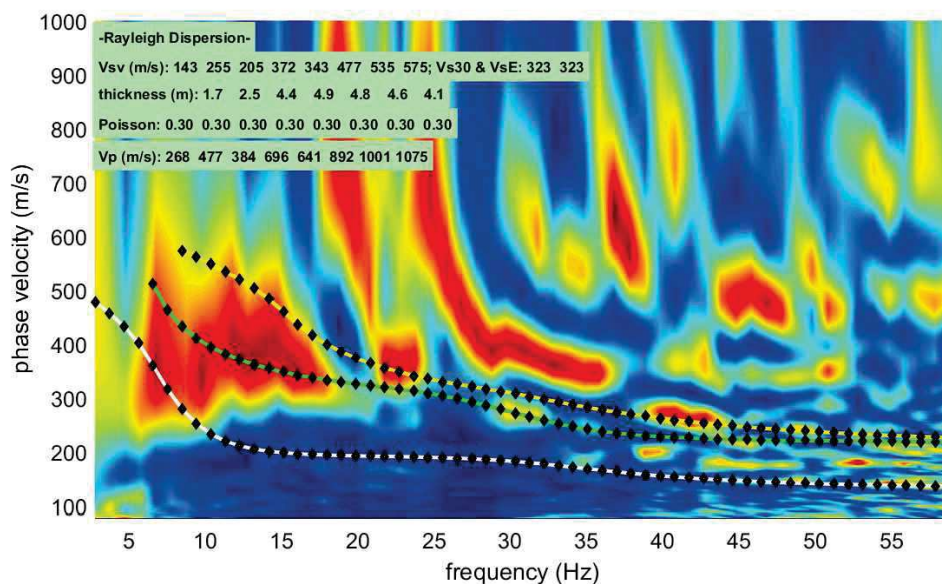 1000
-Rayleigh Dispersion-
900
Vsv (m/s): 143 255 205 372 343 477 535 575; Vs30 & VsE: 323 323
thickness (m): 1.7 2.5 4.4 4.9 4.8 4.6 4.1
800
Poisson: 0.30 0.30 0.30 0.30 0.30 0.30 0.30 0.30
Vp (m/s): 268 477 384 696 641 892 1001 1075
700
600
500
400
300
200
100
phase velocity (m/s)
5 10 15 20 25 30 35 40 45 50 55
frequency (Hz)